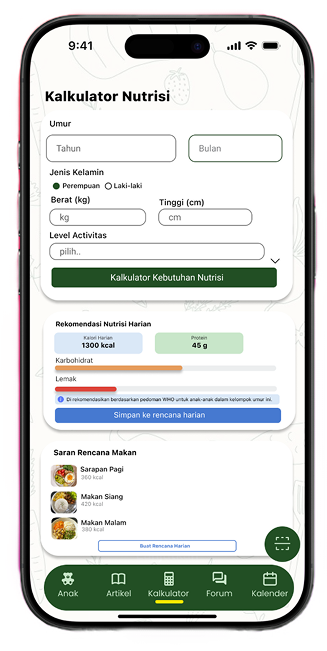 9:41
Kalkulator Nutrisi
Umur
Tahun Bulan
Jenis Kelamin
Perempuan Laki-laki
Berat (kg) Tinggi (cm)
kg cm
Level Activitas
pilih..
Kalkulator Kebutuhan Nutrisi
Rekomendasi Nutrisi Harian
Kalori Harian Protein
1300 kcal 45 g
Karbohidrat
Lemak
Di rekomendasikan berdasarkan pedoman WHO untuk anak-anak dalam kelompok umur ini.
Simpan ke rencana harian
Saran Rencana Makan
Sarapan Pagi
360 kcal
Makan Siang
420 kcal
Makan Malam
380 kcal
Buat Rencana Harian
Anak Artikel Kalkulator Forum Kalender